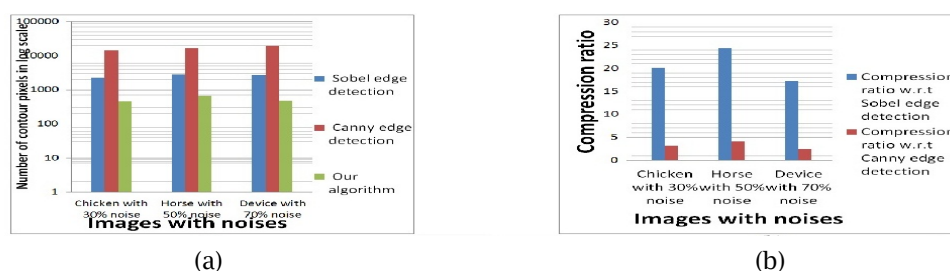 100000
10000
1000
100
10
1
Number of contour pixels in log scale
Chicken with
30% noise
Horse with
50% noise
Device with
70% noise
Images with noises
Sobel edge
detection
Canny edge
detection
Our
algorithm
(a)
30
25
20
15
10
5
0
Compression ratio
Chicken
with 30%
noise
Horse
with 50%
noise
Device
with 70%
noise
Images with noises
Compression
ratio w.r.t
Sobel edge
detection
Compression
ratio w.r.t
Canny edge
detection
(b)